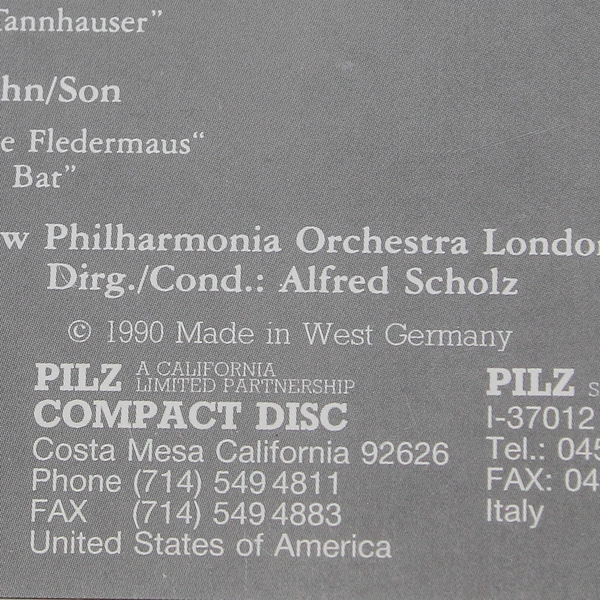 Tannhauser”
hn/Son
e Fledermaus“
Bat”
w Philharmonia Orchestra London
Dirg./Cond.: Alfred Scholz
© 1990 Made in West Germany
PILZ A CALIFORNIA
LIMITED PARTNERSHIP
COMPACT DISC
Costa Mesa California 92626
Phone (714) 549 4811
FAX (714) 549 4883
United States of America
PILZ S
I-37012
Tel.: 045
FAX: 04
Italy